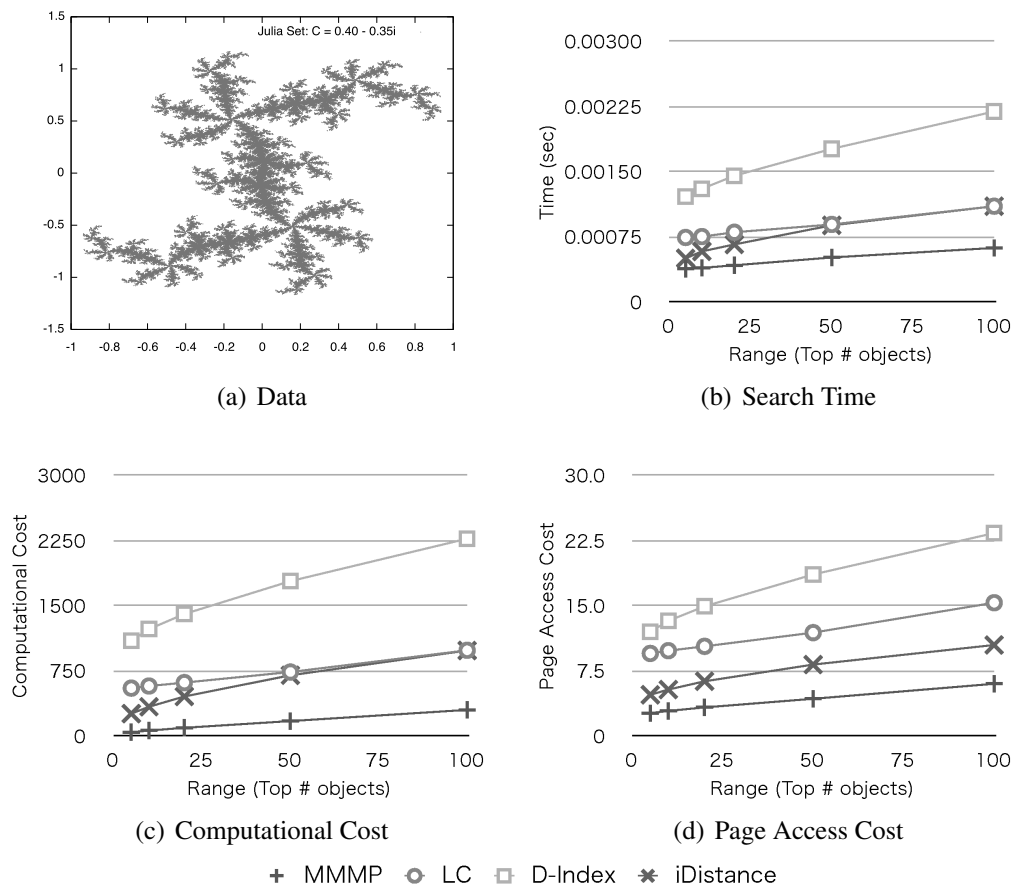 Julia Set: C = 0.40 - 0.35i
1.5
1
0.5
0
-0.5
-1
-1.5
-1 -0.8 -0.6 -0.4 -0.2 0 0.2 0.4 0.6 0.8 1
(a) Data
Time (sec)
0.00300
0.00225
0.00150
0.00075
0
0 25 50 75 100
Range (Top # objects)
(b) Search Time
Computational Cost
3000
2250
1500
750
0
0 25 50 75 100
Range (Top # objects)
(c) Computational Cost
Page Access Cost
30.0
22.5
15.0
7.5
0
0 25 50 75 100
Range (Top # objects)
(d) Page Access Cost
MMMP LC D-Index iDistance